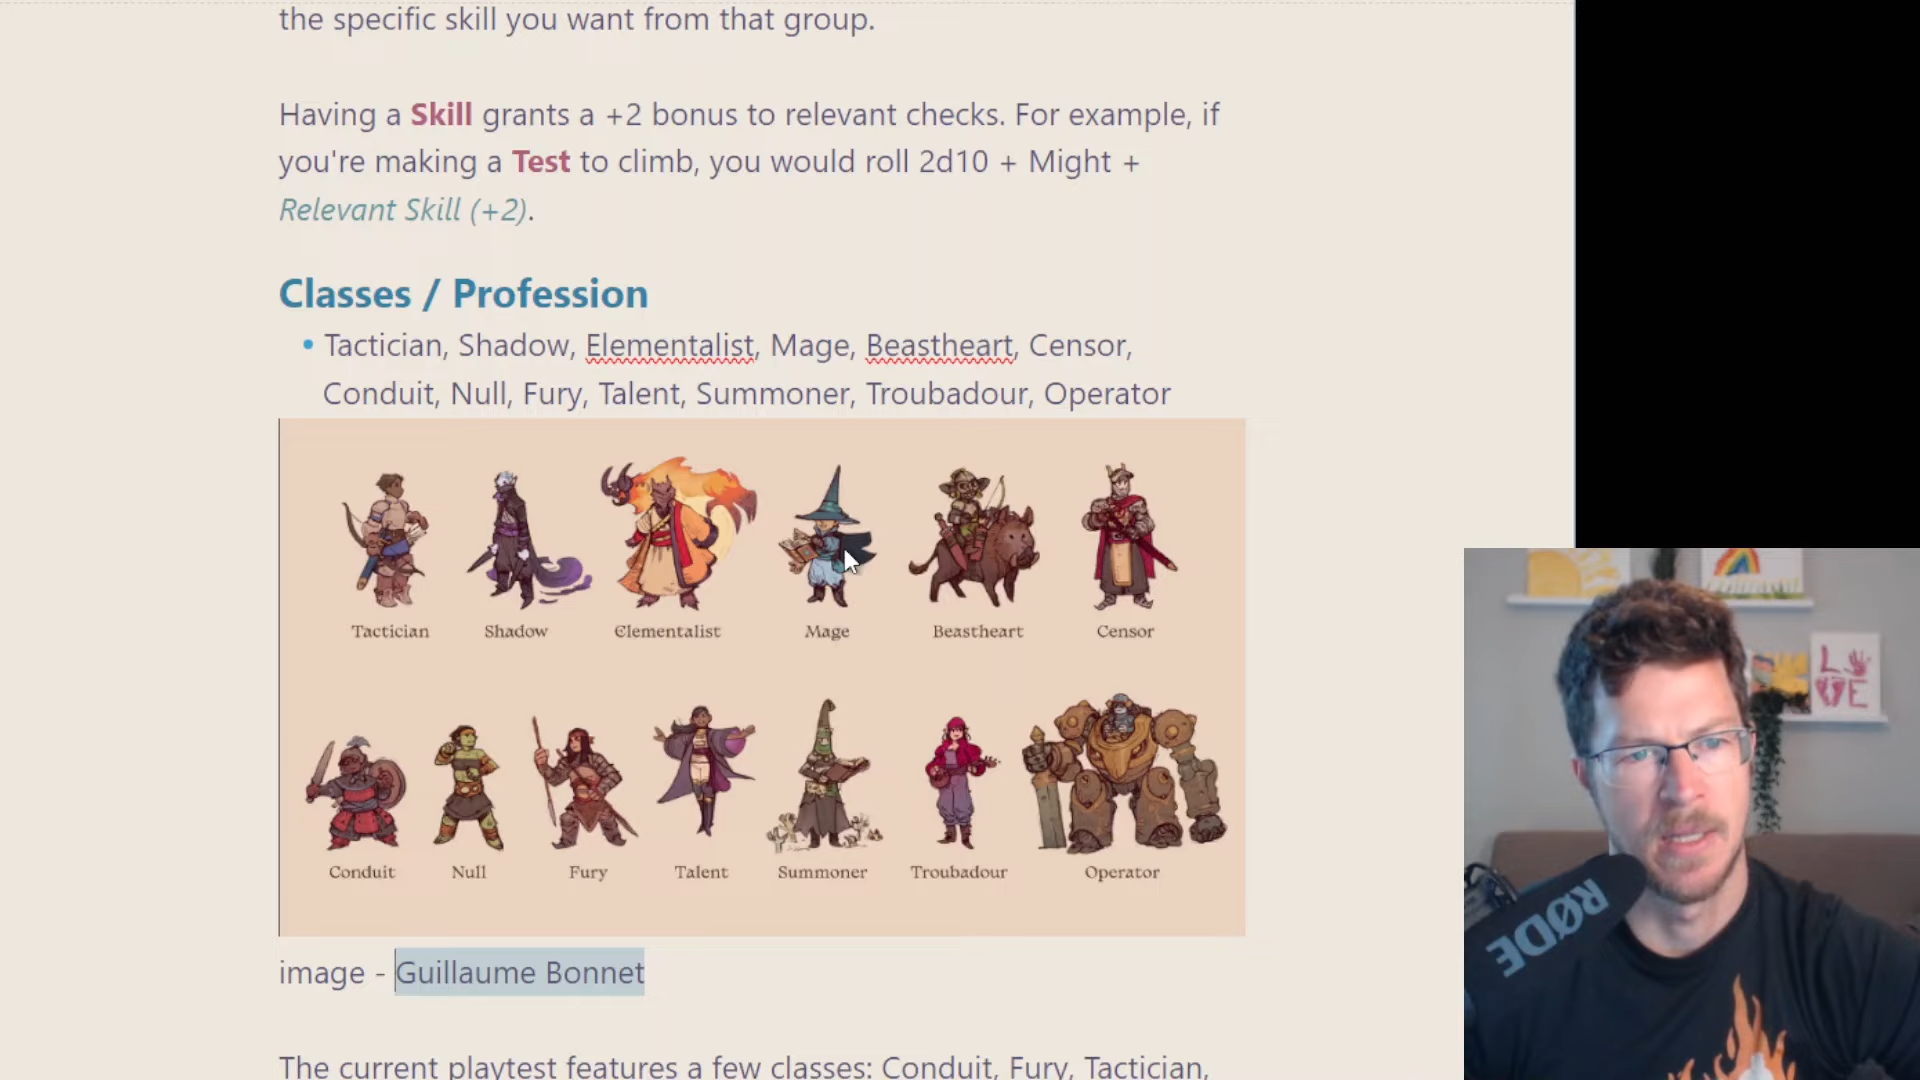 the specific skill you want from that group.
Having a Skill grants a +2 bonus to relevant checks. For example, if
you're making a Test to climb, you would roll 2d10 + Might +
Relevant Skill (+2).
Classes / Profession
• Tactician, Shadow, Elementalist, Mage, Beastheart, Censor,
Conduit, Null, Fury, Talent, Summoner, Troubadour, Operator
Tactician Shadow Elementalist Mage Beastheart Censor
Conduit Null Fury Talent Summoner Troubadour Operator
image - Guillaume Bonnet
The current playtest features a few classes: Conduit, Fury, Tactician,
L VE
RØDE